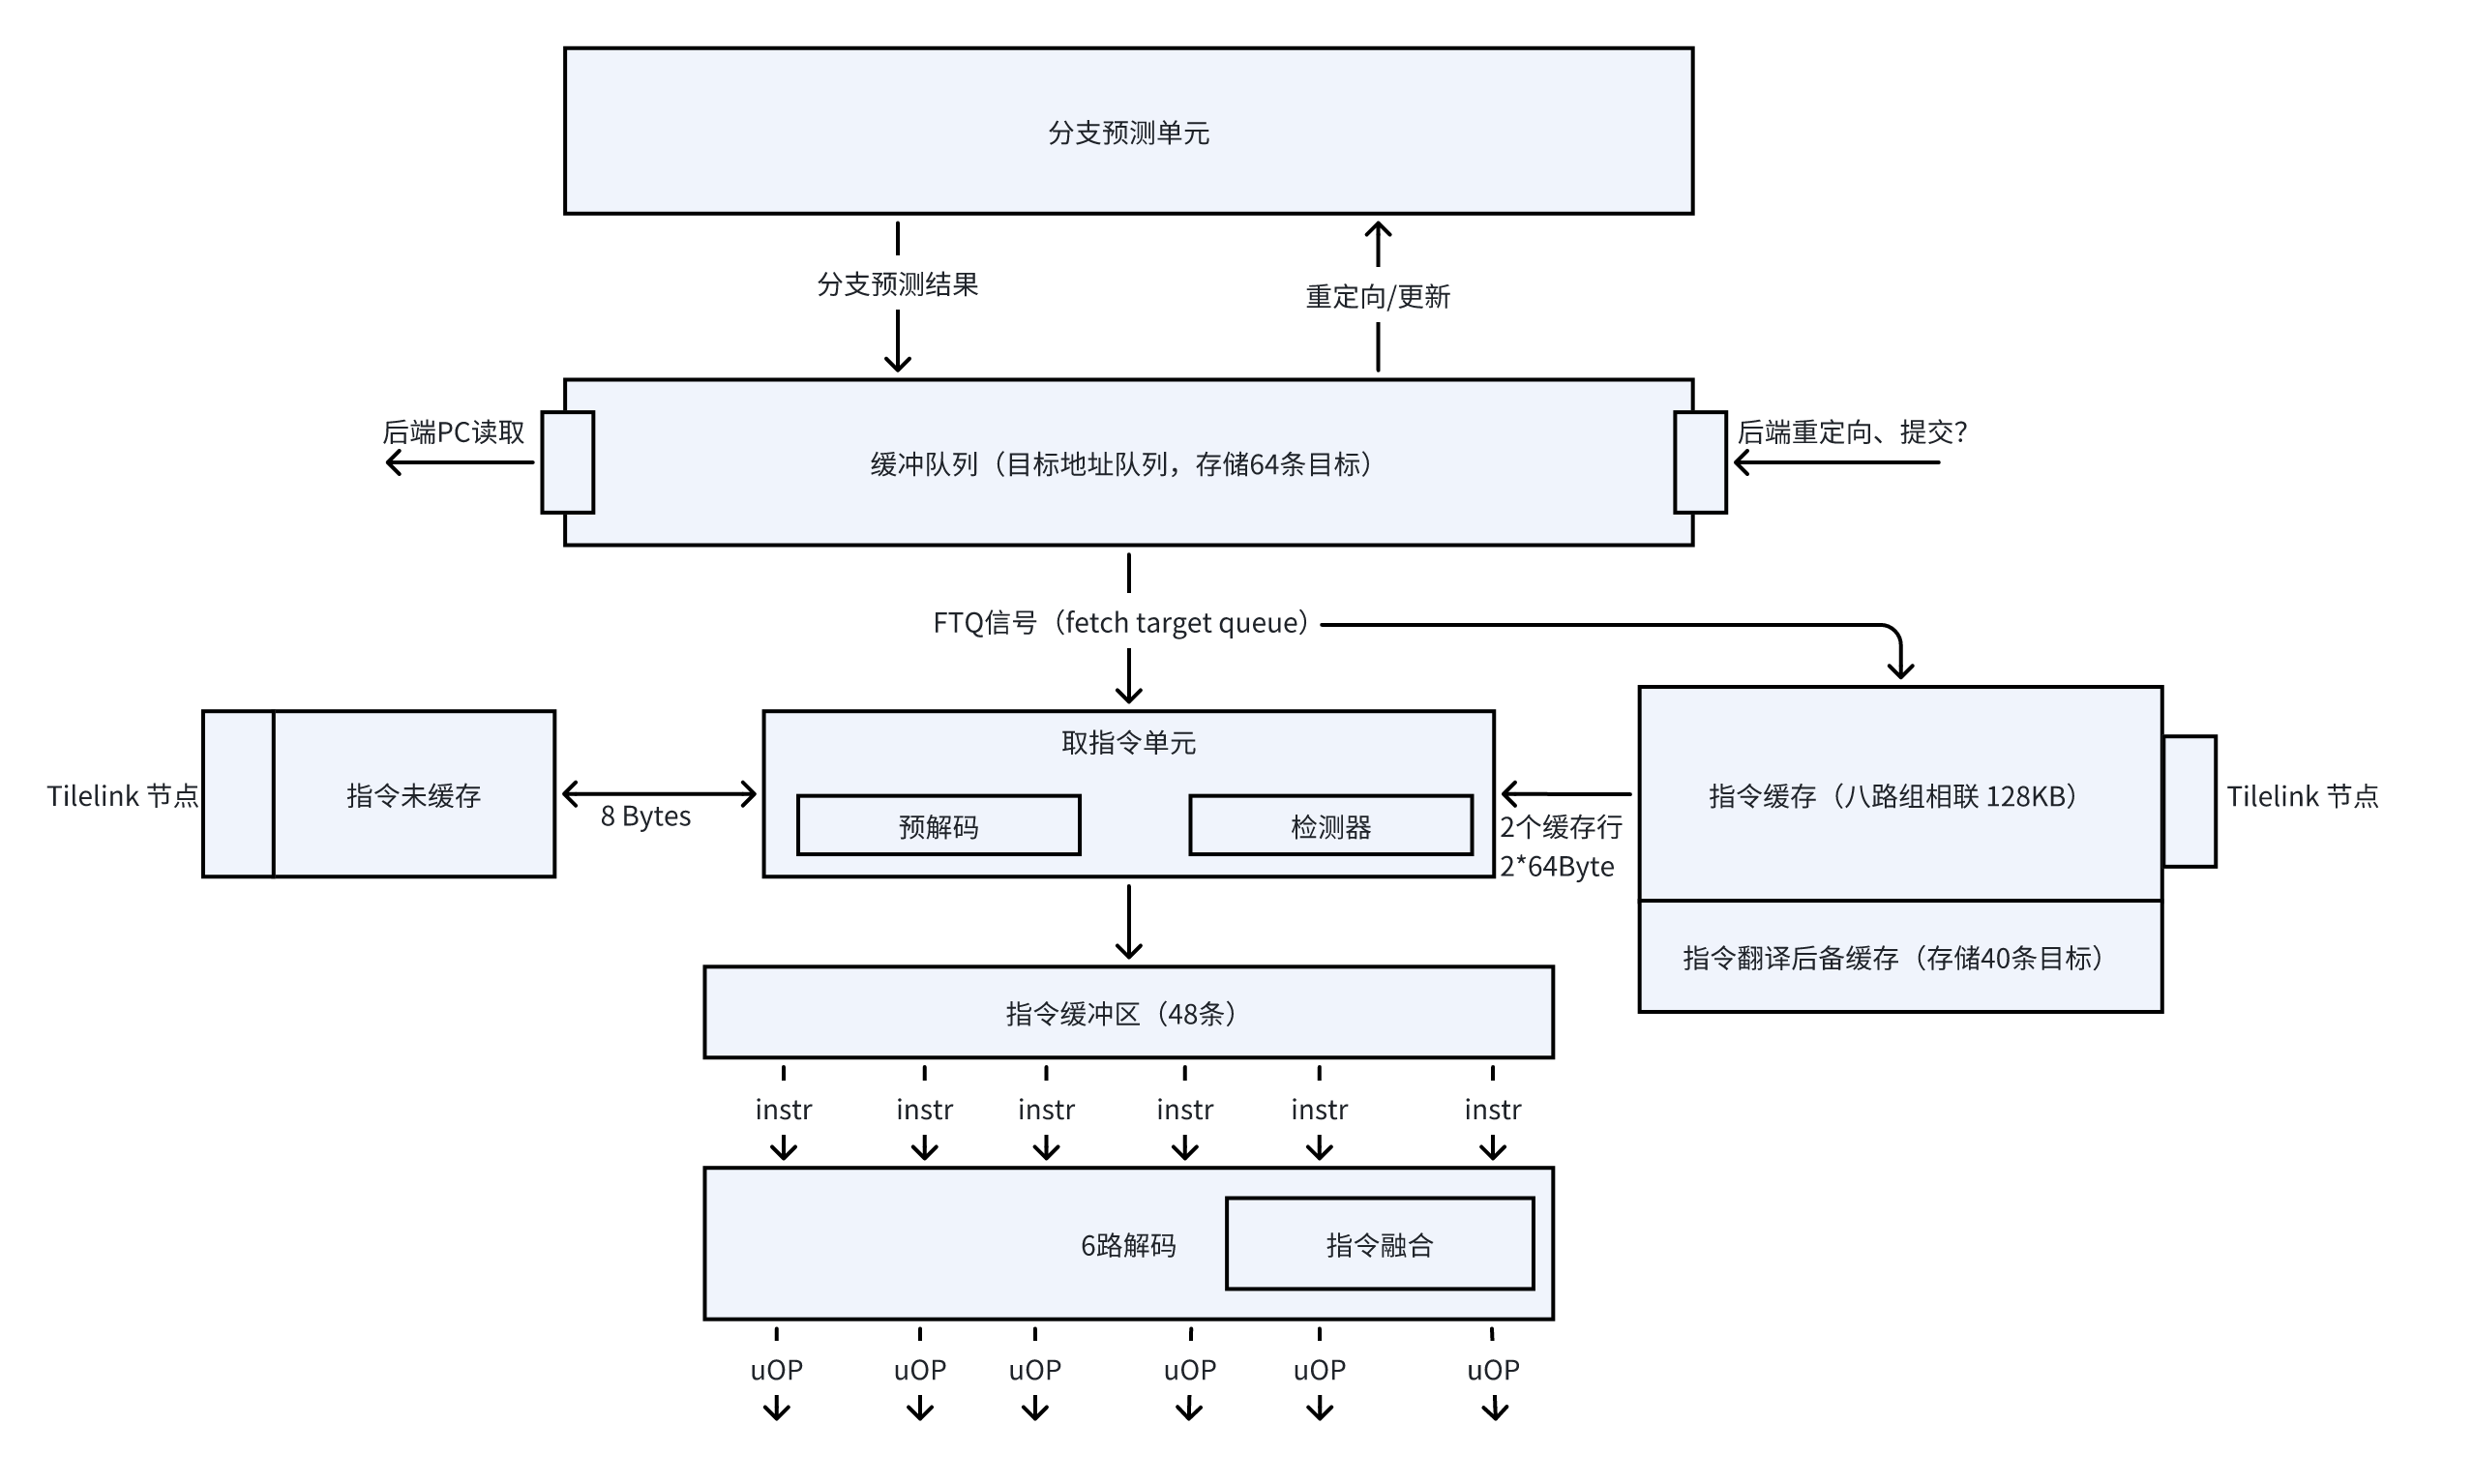 分支预测单元
分支预测结果
重定向/更新
后端PC读取
缓冲队列（目标地址队列，存储64条目标）
后端重定向、提交？
FTQ信号（fetch target queue）
Tilelink 节点
指令未缓存
8 Bytes
取指令单元
预解码
检测器
2个缓存行
2*64Byte
指令缓存（八路组相联 128KB）
Tilelink 节点
指令翻译后备缓存（存储40条目标）
指令缓冲区（48条）
instr instr instr instr instr instr
6路解码
指令融合
uOP uOP uOP uOP uOP uOP